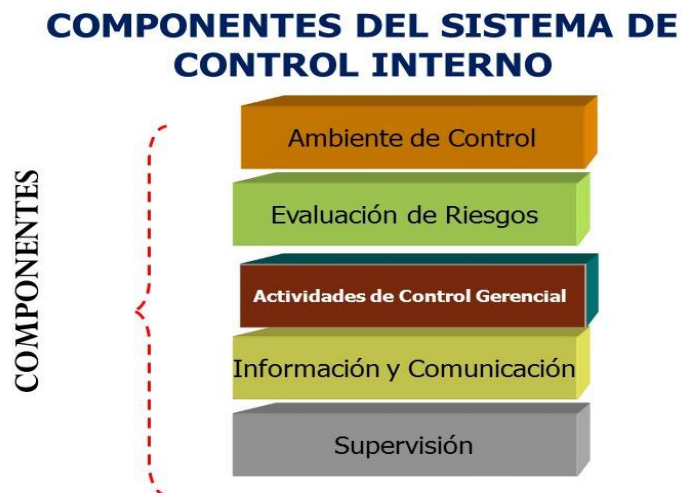 COMPONENTES DEL SISTEMA DE
CONTROL INTERNO
COMPONENTES
Ambiente de Control
Evaluación de Riesgos
Actividades de Control Gerencial
Información y Comunicación
Supervisión